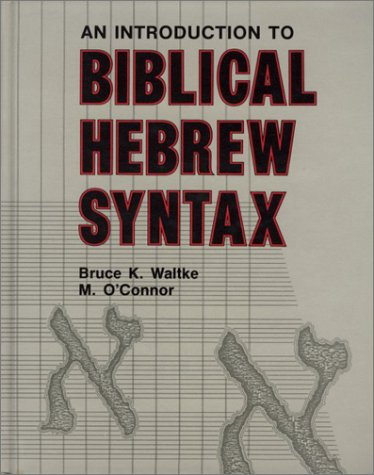 AN INTRODUCTION TO
BIBLICAL
HEBREW
SYNTAX
Bruce K. Waltke
M. O'Connor
א א